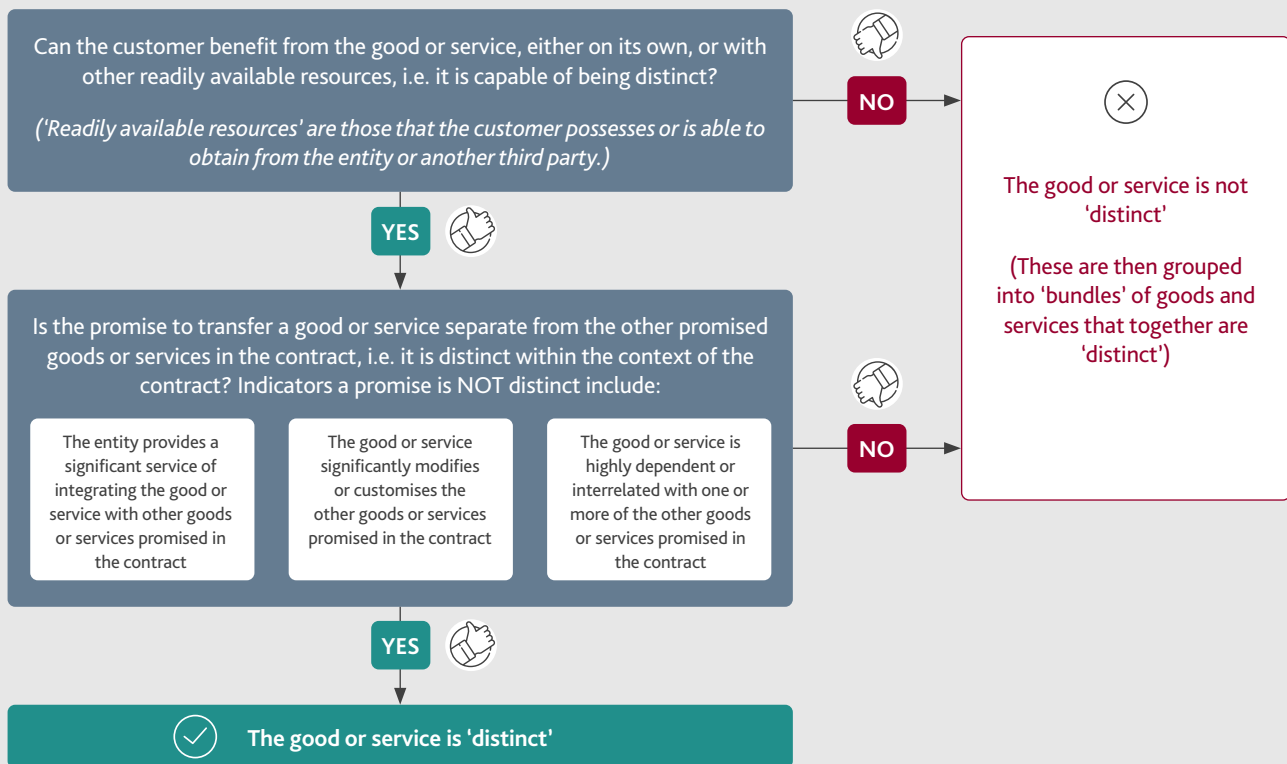 Can the customer benefit from the good or service, either on its own, or with
other readily available resources, i.e. it is capable of being distinct?
(‘Readily available resources’ are those that the customer possesses or is able to
obtain from the entity or another third party.)
NO
YES
The good or service is not
‘distinct’
(These are then grouped
into ‘bundles’ of goods and
services that together are
‘distinct’)
Is the promise to transfer a good or service separate from the other promised
goods or services in the contract, i.e. it is distinct within the context of the
contract? Indicators a promise is NOT distinct include:
The entity provides a
significant service of
integrating the good or
service with other goods
or services promised in
the contract
The good or service
significantly modifies
or customises the
other goods or services
promised in the contract
The good or service is
highly dependent or
interrelated with one or
more of the other goods
or services promised in
the contract
NO
YES
The good or service is ‘distinct’